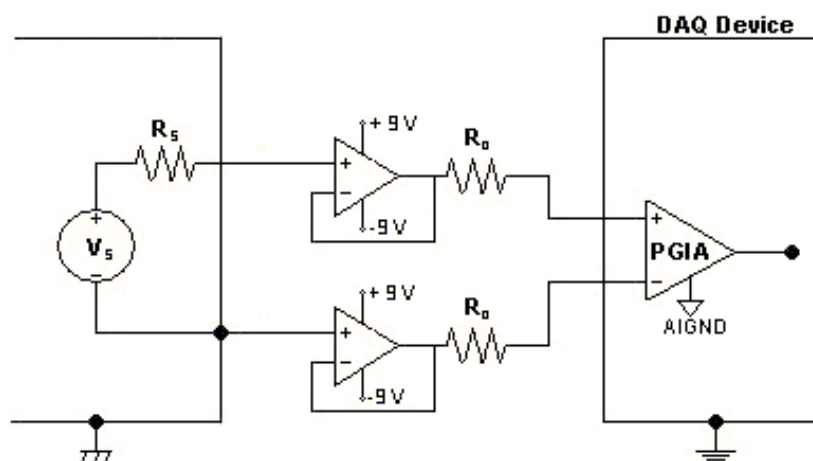 DAQ Device
+9V
Rs
Ro
+
-
-9V
+
Vs
-
+
PGIA
-
AIGND
+9V
Ro
+
-
-9V